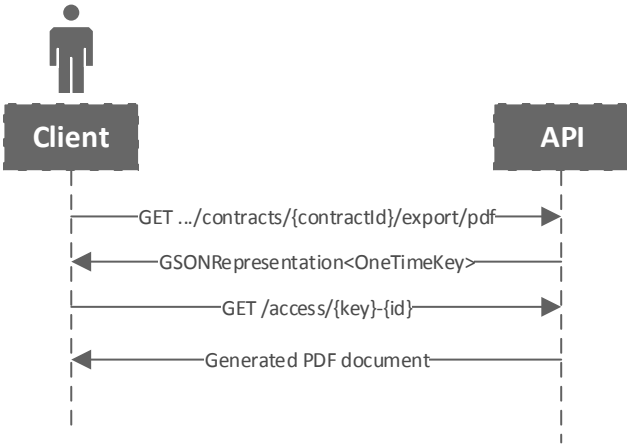 Client
API
GET .../contracts/{contractId}/export/pdf
GSONRepresentation<OneTimeKey>
GET /access/{key}-{id}
Generated PDF document